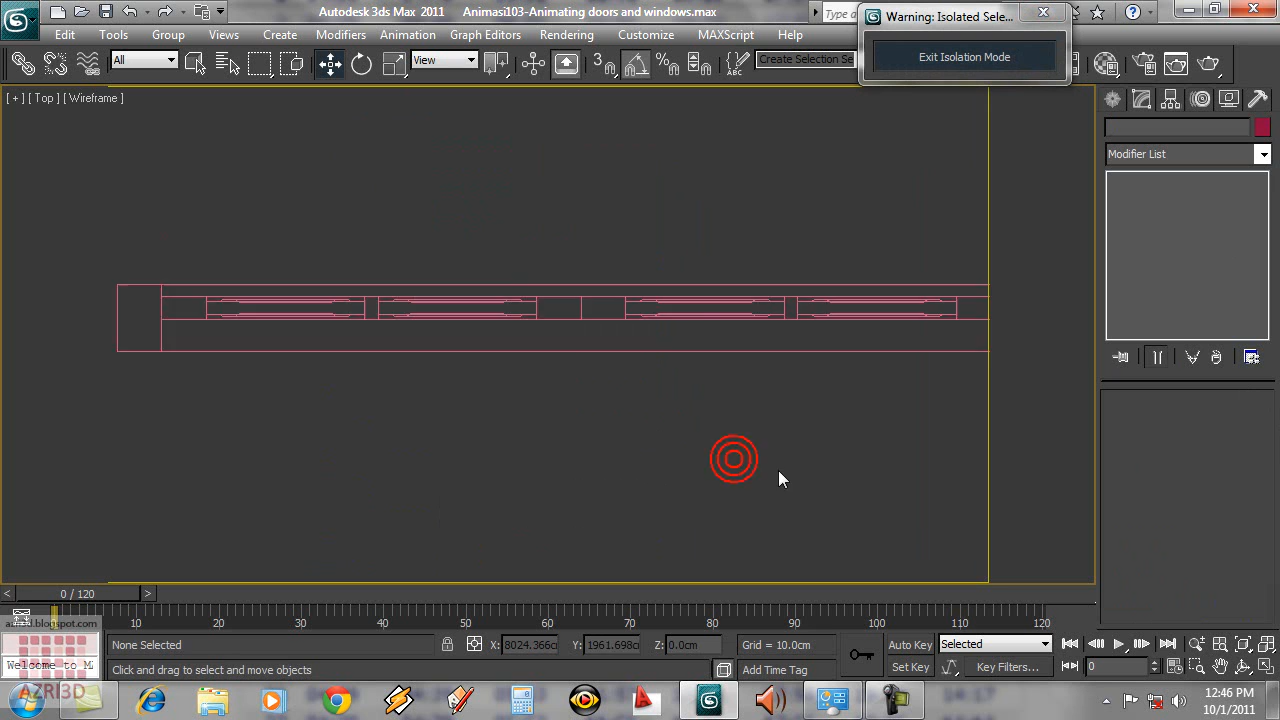 Autodesk 3ds Max 2011 Animasi103-Animating doors and windows.max
Warning: Isolated Sele...
Exit Isolation Mode
Edit Tools Group Views Create Modifiers Animation Graph Editors Rendering Customize MAXScript Help
All
View
Create Selection Se
[ + ] [ Top ] [ Wireframe ]
Modifier List
0 / 120
10 20 30 40 50 60 70 80 90 100 110 120
None Selected
X: 8024.366c
Y: 1961.698c
Z: 0.0cm
Grid = 10.0cm
Auto Key
Selected
Click and drag to select and move objects
Add Time Tag
Set Key
Key Filters...
0
Welcome to M
AZRI3D
12:46 PM
10/1/2011